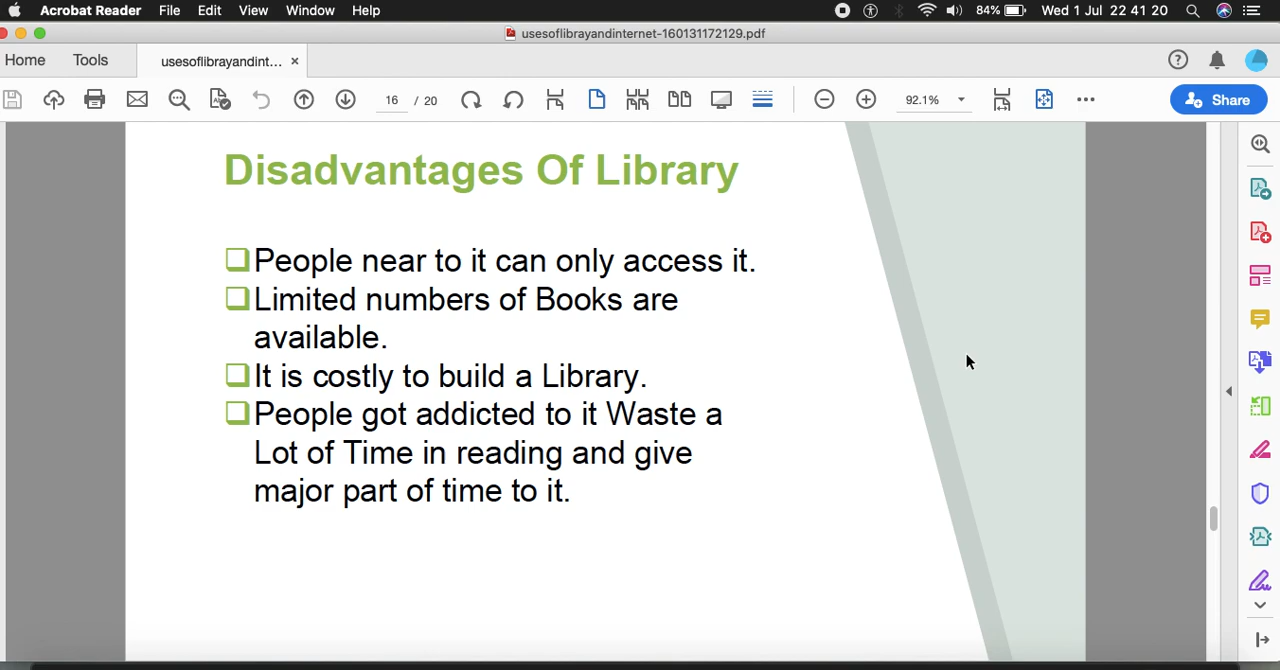 Acrobat Reader File Edit View Window Help 84% Wed 1 Jul 22 41 20
usesoflibrayandinternet-160131172129.pdf
Home Tools usesoflibrayandint... ×
16 / 20 92.1% Share
Disadvantages Of Library
People near to it can only access it.
Limited numbers of Books are
available.
It is costly to build a Library.
People got addicted to it Waste a
Lot of Time in reading and give
major part of time to it.